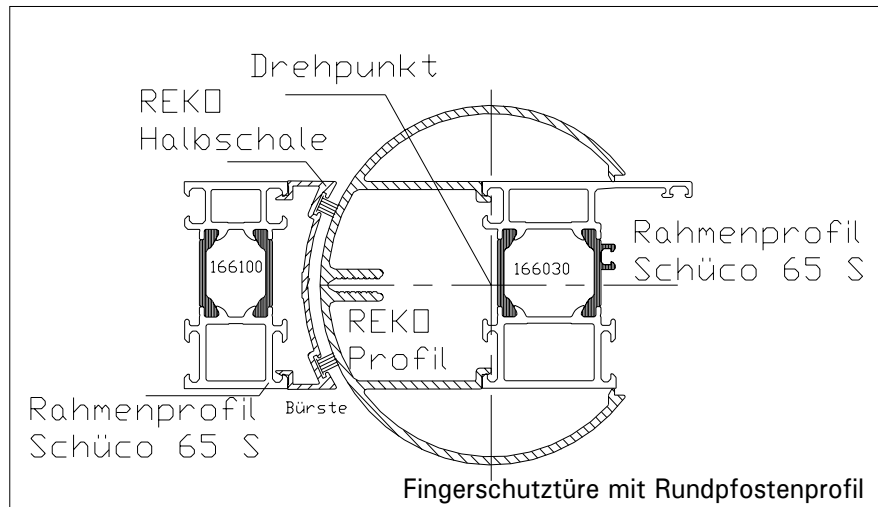 Drehpunkt
REKO
Halbschale
Rahmenprofil
Schüco 65 S
166100
166030
REKO
Profil
Rahmenprofil
Schüco 65 S
Bürste
Fingerschutztüre mit Rundpfostenprofil